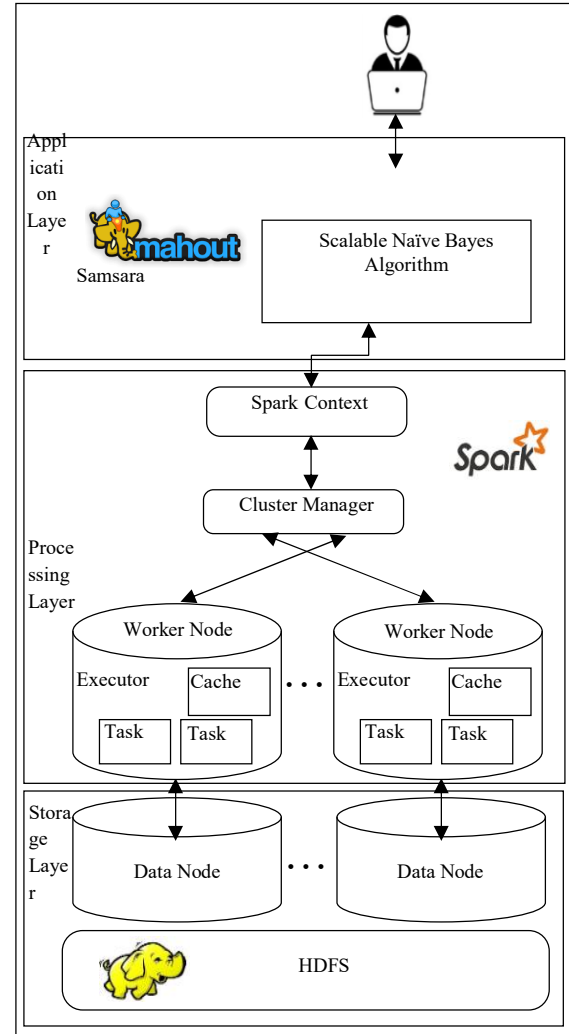 Appl
icati
on
Laye
r
mahout
Samsara
Scalable Naïve Bayes
Algorithm
Spark Context
Spark
Cluster Manager
Proce
ssing
Layer
Worker Node
Worker Node
Executor
Cache
Task
Task
...
Executor
Cache
Task
Task
Stora
ge
Laye
r
Data Node
...
Data Node
HDFS